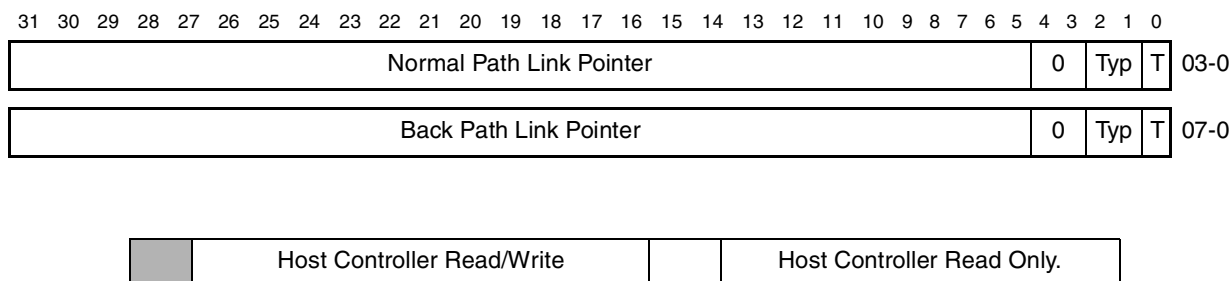 31 30 29 28 27 26 25 24 23 22 21 20 19 18 17 16 15 14 13 12 11 10 9 8 7 6 5 4 3 2 1 0
Normal Path Link Pointer 0 Typ T 03-0
Back Path Link Pointer 0 Typ T 07-0
Host Controller Read/Write Host Controller Read Only.